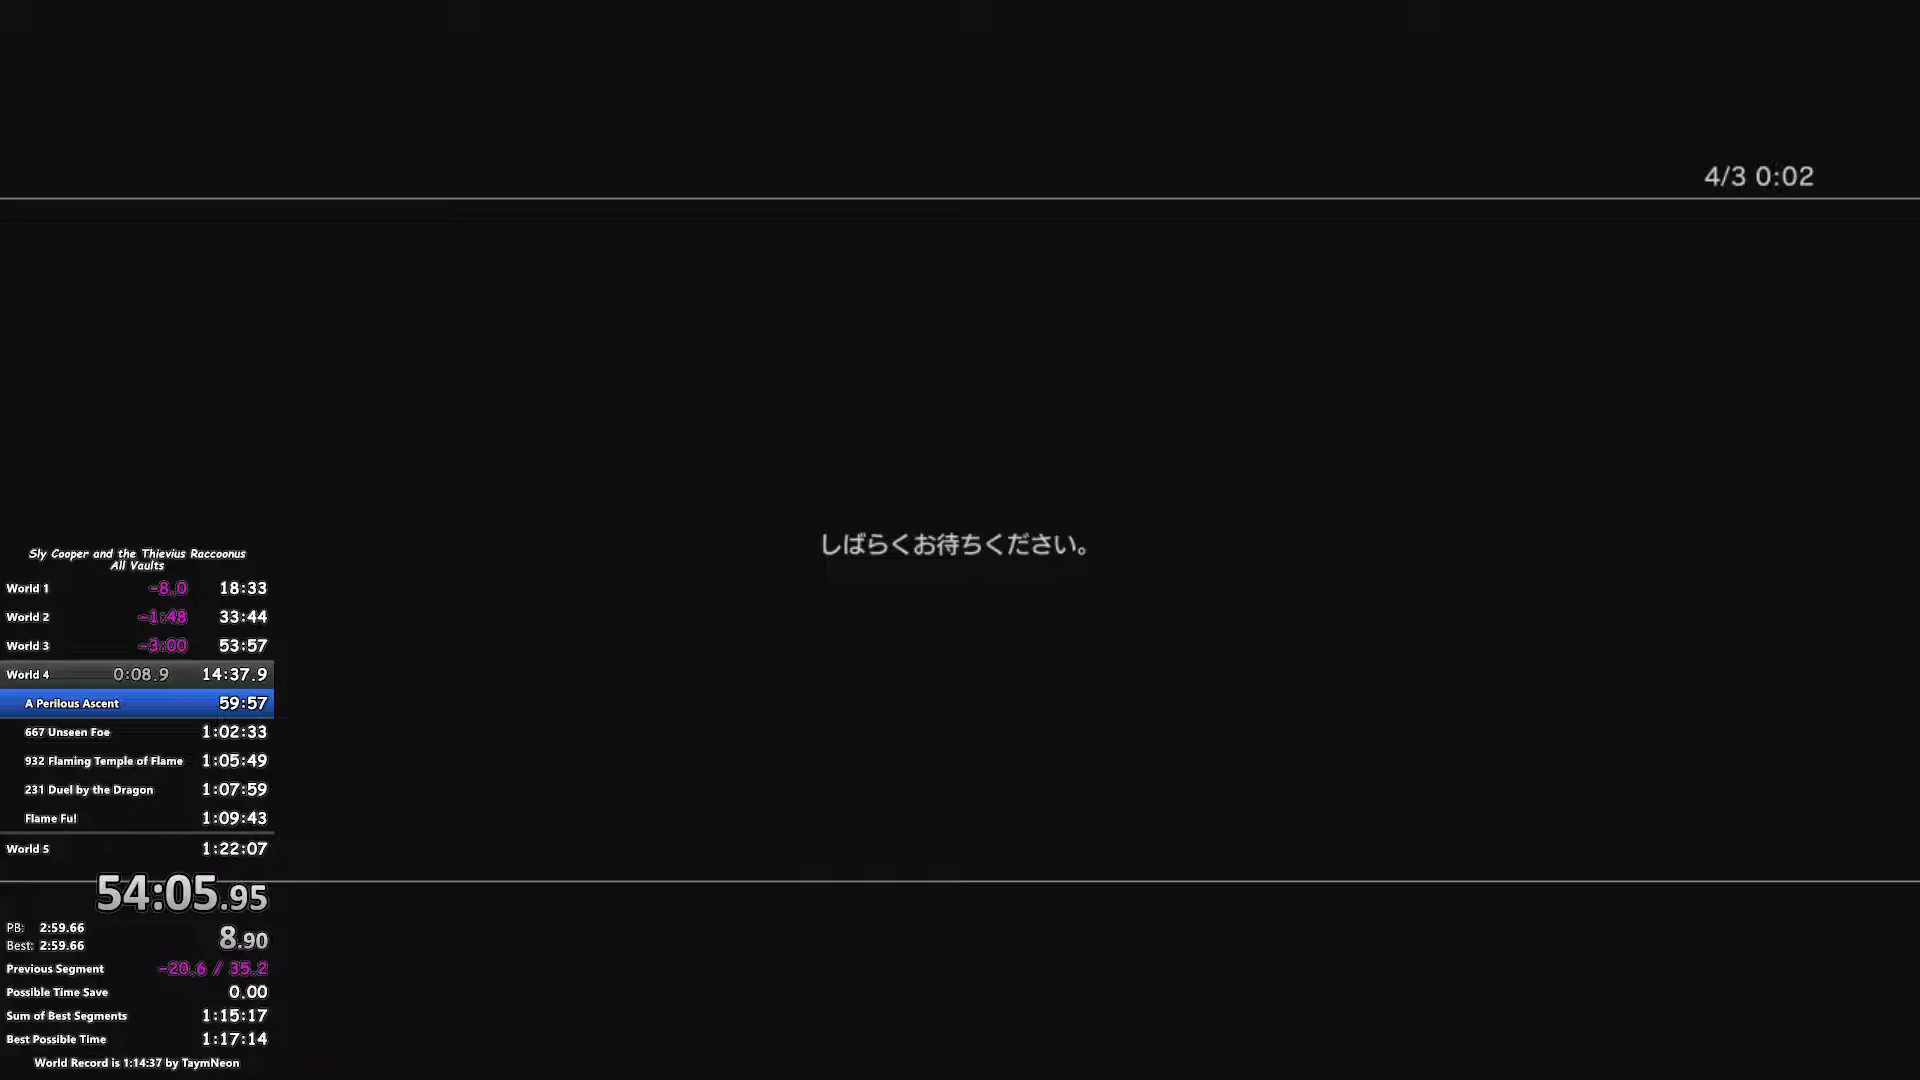 4/3 0:02
しばらくお待ちください。
Sly Cooper and the Thievius Raccoonus
All Vaults
World 1 -8.0 18:33
World 2 -1:48 33:44
World 3 -3:00 53:57
World 4 0:08.9 14:37.9
A Perilous Ascent 59:57
667 Unseen Foe 1:02:33
932 Flaming Temple of Flame 1:05:49
231 Duel by the Dragon 1:07:59
Flame Fu! 1:09:43
World 5 1:22:07
54:05.95
PB: 2:59.66
8.90
Best: 2:59.66
Previous Segment -20.6 / 35.2
Possible Time Save 0.00
Sum of Best Segments 1:15:17
Best Possible Time 1:17:14
World Record is 1:14:37 by TaymNeon